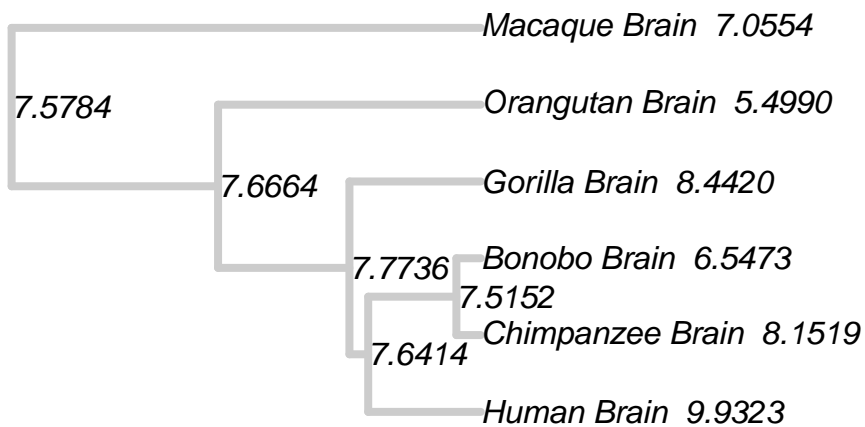 Macaque Brain 7.0554
7.5784
Orangutan Brain 5.4990
7.6664
Gorilla Brain 8.4420
7.7736
Bonobo Brain 6.5473
7.5152
Chimpanzee Brain 8.1519
7.6414
Human Brain 9.9323